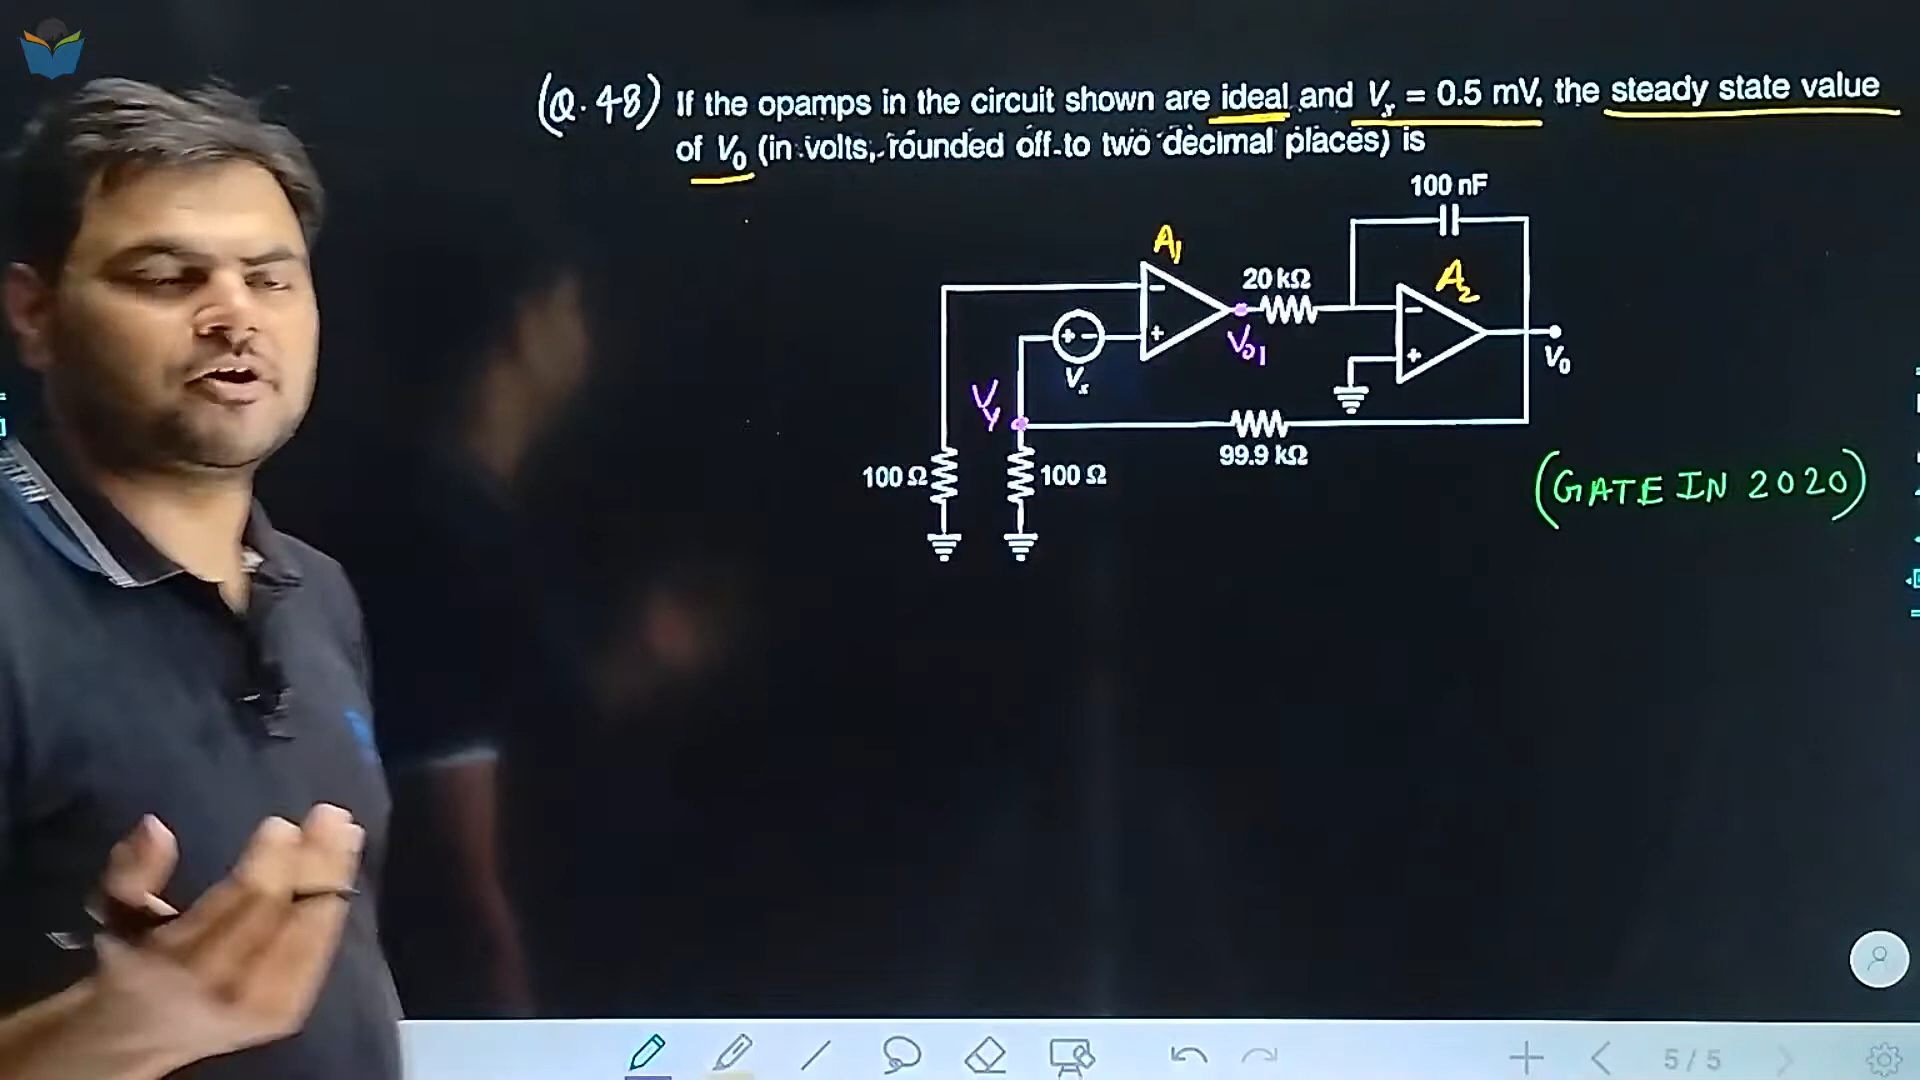 (Q.48) If the opamps in the circuit shown are ideal and Vx = 0.5 mV, the steady state value
of V0 (in volts, rounded off to two decimal places) is
100 nF
A1
20 kΩ
A2
−
−
+ −
+
V01
+
V0
Vx
Vy
99.9 kΩ
100 Ω
100 Ω
(GATE IN 2020)
5 / 5